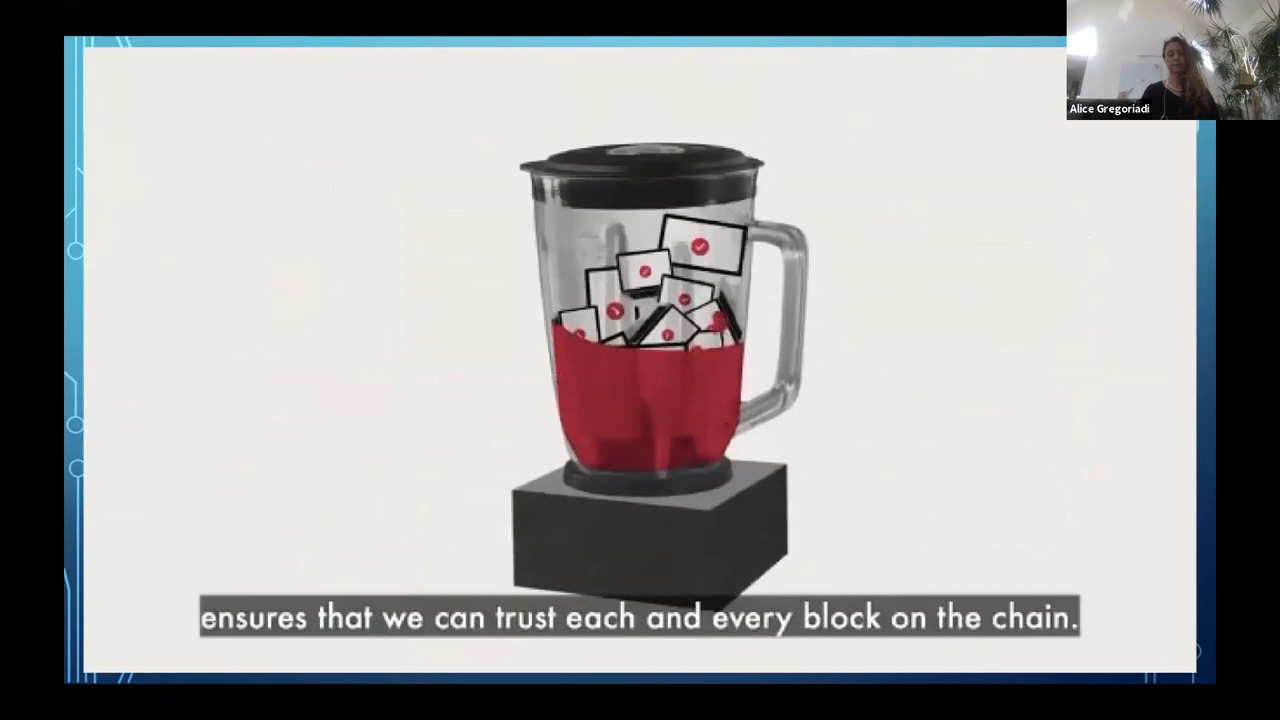 Alice Gregoriadi
ensures that we can trust each and every block on the chain.